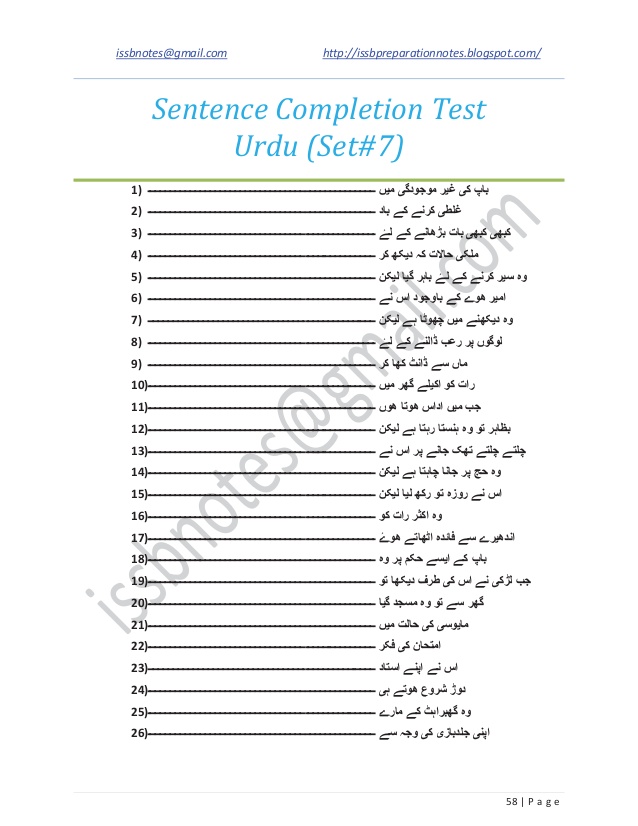 issbnotes@gmail.com http://issbpreparationnotes.blogspot.com/
Sentence Completion Test
Urdu (Set#7)
1) باپ کی غیر موجودگی میں
2) غلطی کرنے کے باد
3) کبھی کبھی بات بڑھانے کے لۓ
4) ملکی حالات کہ دیکھ کر
5) وہ سیر کرنے کے لۓ باہر گیا لیکن
6) امیر ھوے کے باوجود اس نے
7) وہ دیکھنے میں چھوٹا ہے لیکن
8) لوگوں پر رعب ڈالنے کے لۓ
9) ماں سے ڈانٹ کھا کر
10) رات کو اکیلے گھر میں
11) جب میں اداس ھوتا ھوں
12) بظاہر تو وہ ہنستا رہتا ہے لیکن
13) چلتے چلتے تھک جانے پر اس نے
14) وہ حج پر جانا چاہتا ہے لیکن
15) اس نے روزہ تو رکھ لیا لیکن
16) وہ اکثر رات کو
17) اندھیرے سے فائدہ اٹھاتے ھوۓ
18) باپ کے ایسے حکم پر وہ
19) جب لڑکی نے اس کی طرف دیکھا تو
20) گھر سے تو وہ مسجد گیا
21) مایوسی کی حالت میں
22) امتحان کی فکر
23) اس نے اپنے استاد
24) دوڑ شروع ھوتے ہی
25) وہ گھبراہٹ کے مارے
26) اپنی جلدبازی کی وجہ سے
issbnotes@gmail.com
58 | P a g e